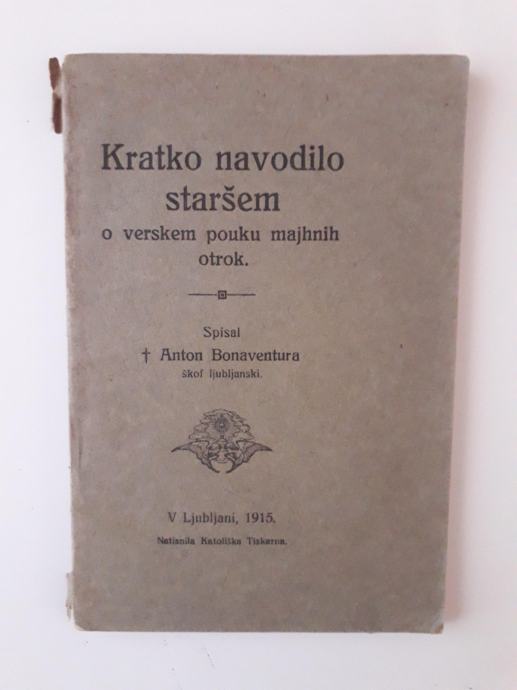 Kratko navodilo
staršem
o verskem pouku majhnih
otrok.
Spisal
† Anton Bonaventura
škof ljubljanski.
V Ljubljani, 1915.
Natisnila Katoliška Tiskarna.